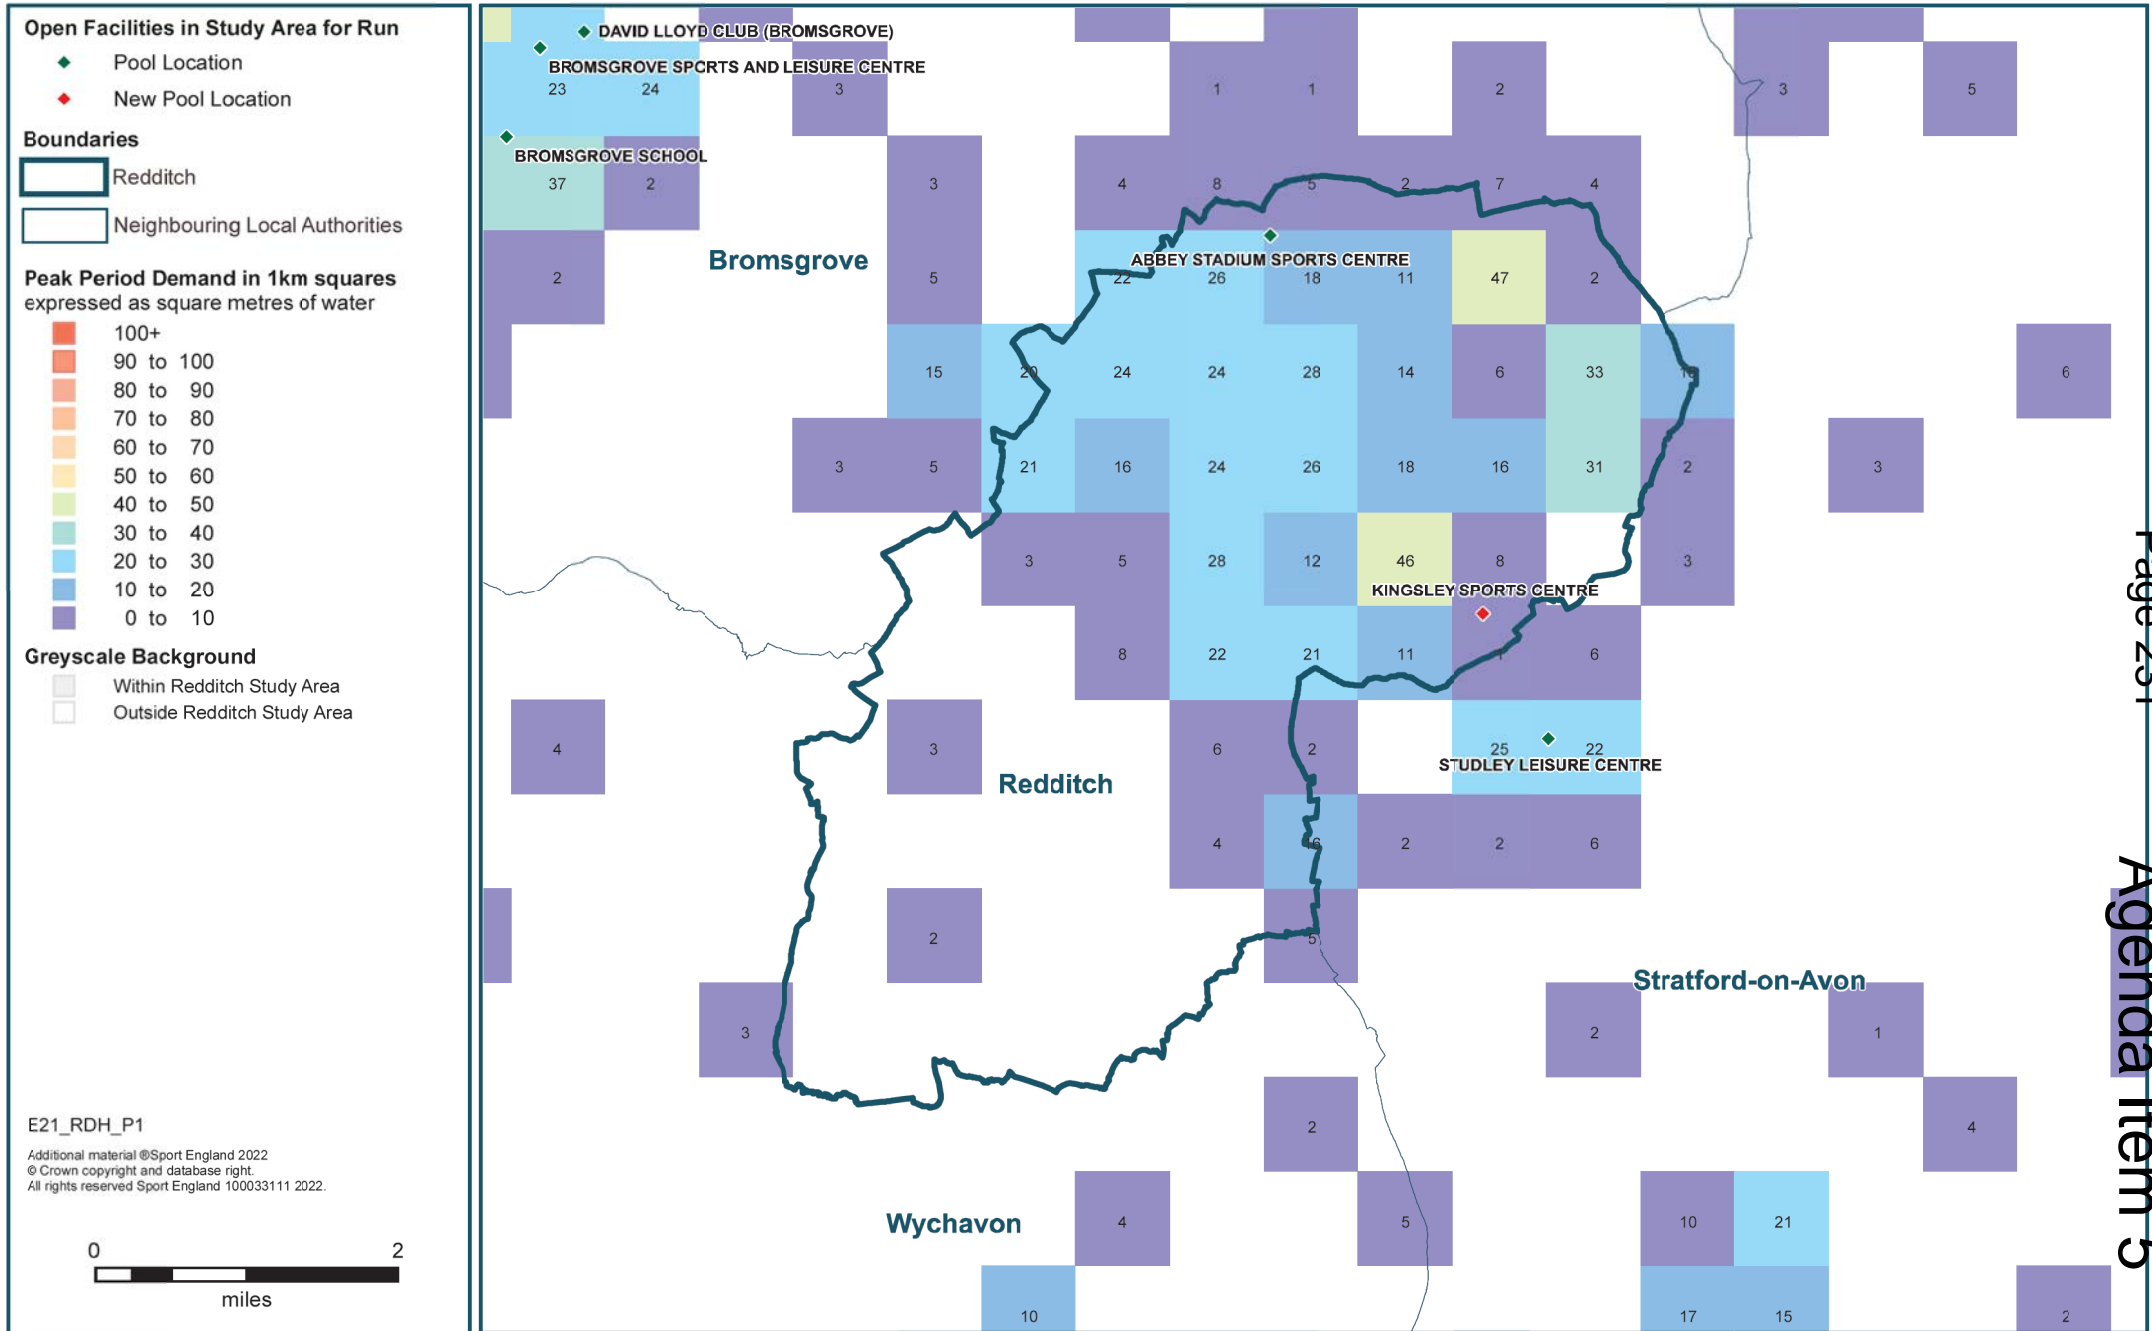 Open Facilities in Study Area for Run
Pool Location
New Pool Location
Boundaries
Redditch
Neighbouring Local Authorities
Peak Period Demand in 1km squares
expressed as square metres of water
100+
90 to 100
80 to 90
70 to 80
60 to 70
50 to 60
40 to 50
30 to 40
20 to 30
10 to 20
0 to 10
Greyscale Background
Within Redditch Study Area
Outside Redditch Study Area
E21_RDH_P1
Additional material ®Sport England 2022
© Crown copyright and database right.
All rights reserved Sport England 100033111 2022.
0 2
miles
DAVID LLOYD CLUB (BROMSGROVE)
BROMSGROVE SPORTS AND LEISURE CENTRE
23 24 3 1 1 2 3 5
BROMSGROVE SCHOOL
37 2 3 4 8 5 2 7 4
Bromsgrove
ABBEY STADIUM SPORTS CENTRE
2 5 22 26 18 11 47 2
15 20 24 24 28 14 6 33 6
3 5 21 16 24 26 18 16 31 2 3
3 5 28 12 46 8 3
KINGSLEY SPORTS CENTRE
8 22 21 11 1 6
4 3 6 2 25 22
STUDLEY LEISURE CENTRE
Redditch
4 16 2 2 6
2 5
Stratford-on-Avon
3 2 1
2 4
Wychavon
4 5 10 21
10 17 15 2
Page 231
Agenda Item 5